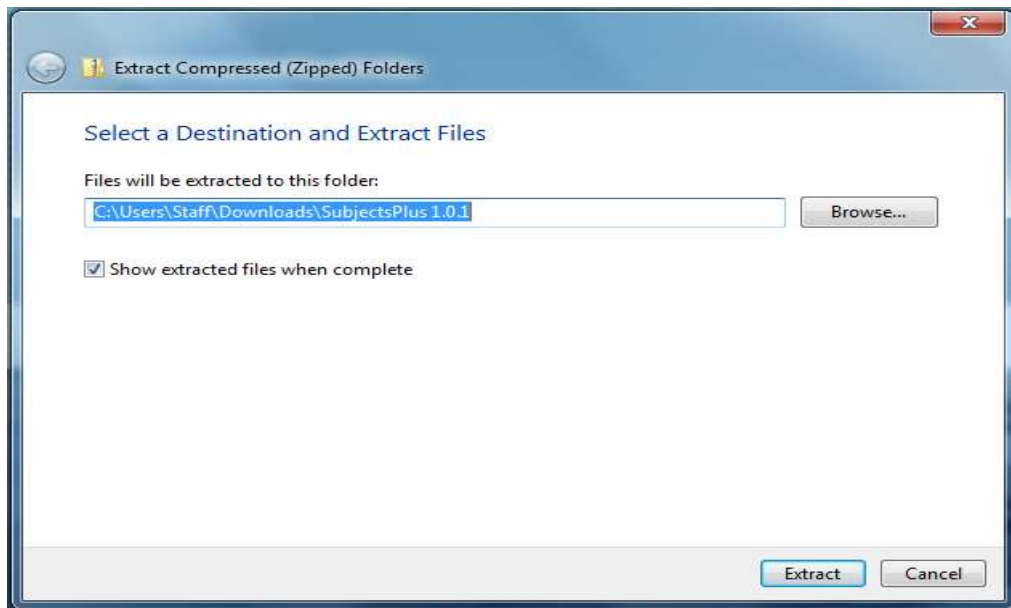 Extract Compressed (Zipped) Folders
Select a Destination and Extract Files
Files will be extracted to this folder:
C:\Users\Staff\Downloads\SubjectsPlus 1.0.1
Browse...
Show extracted files when complete
Extract
Cancel